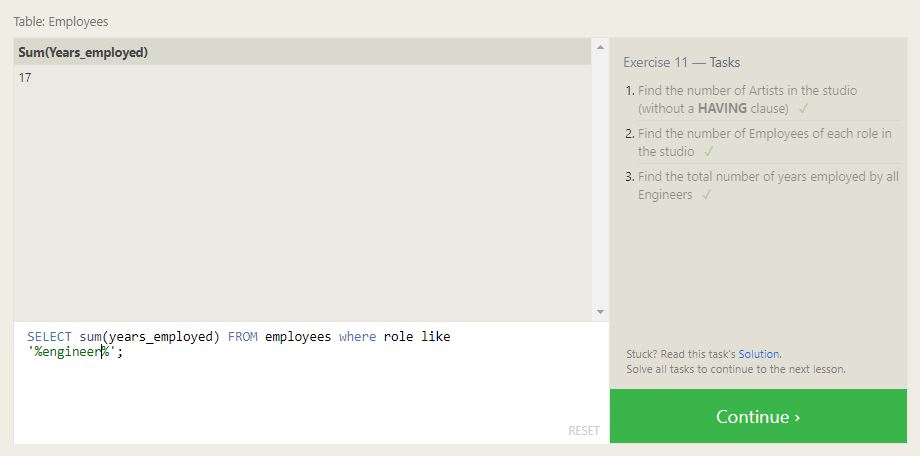 Table: Employees
Sum(Years_employed)
17
SELECT sum(years_employed) FROM employees where role like
'%engineer%';
RESET
Exercise 11 — Tasks
1. Find the number of Artists in the studio
(without a HAVING clause) ✓
2. Find the number of Employees of each role in
the studio ✓
3. Find the total number of years employed by all
Engineers ✓
Stuck? Read this task's Solution.
Solve all tasks to continue to the next lesson.
Continue ›